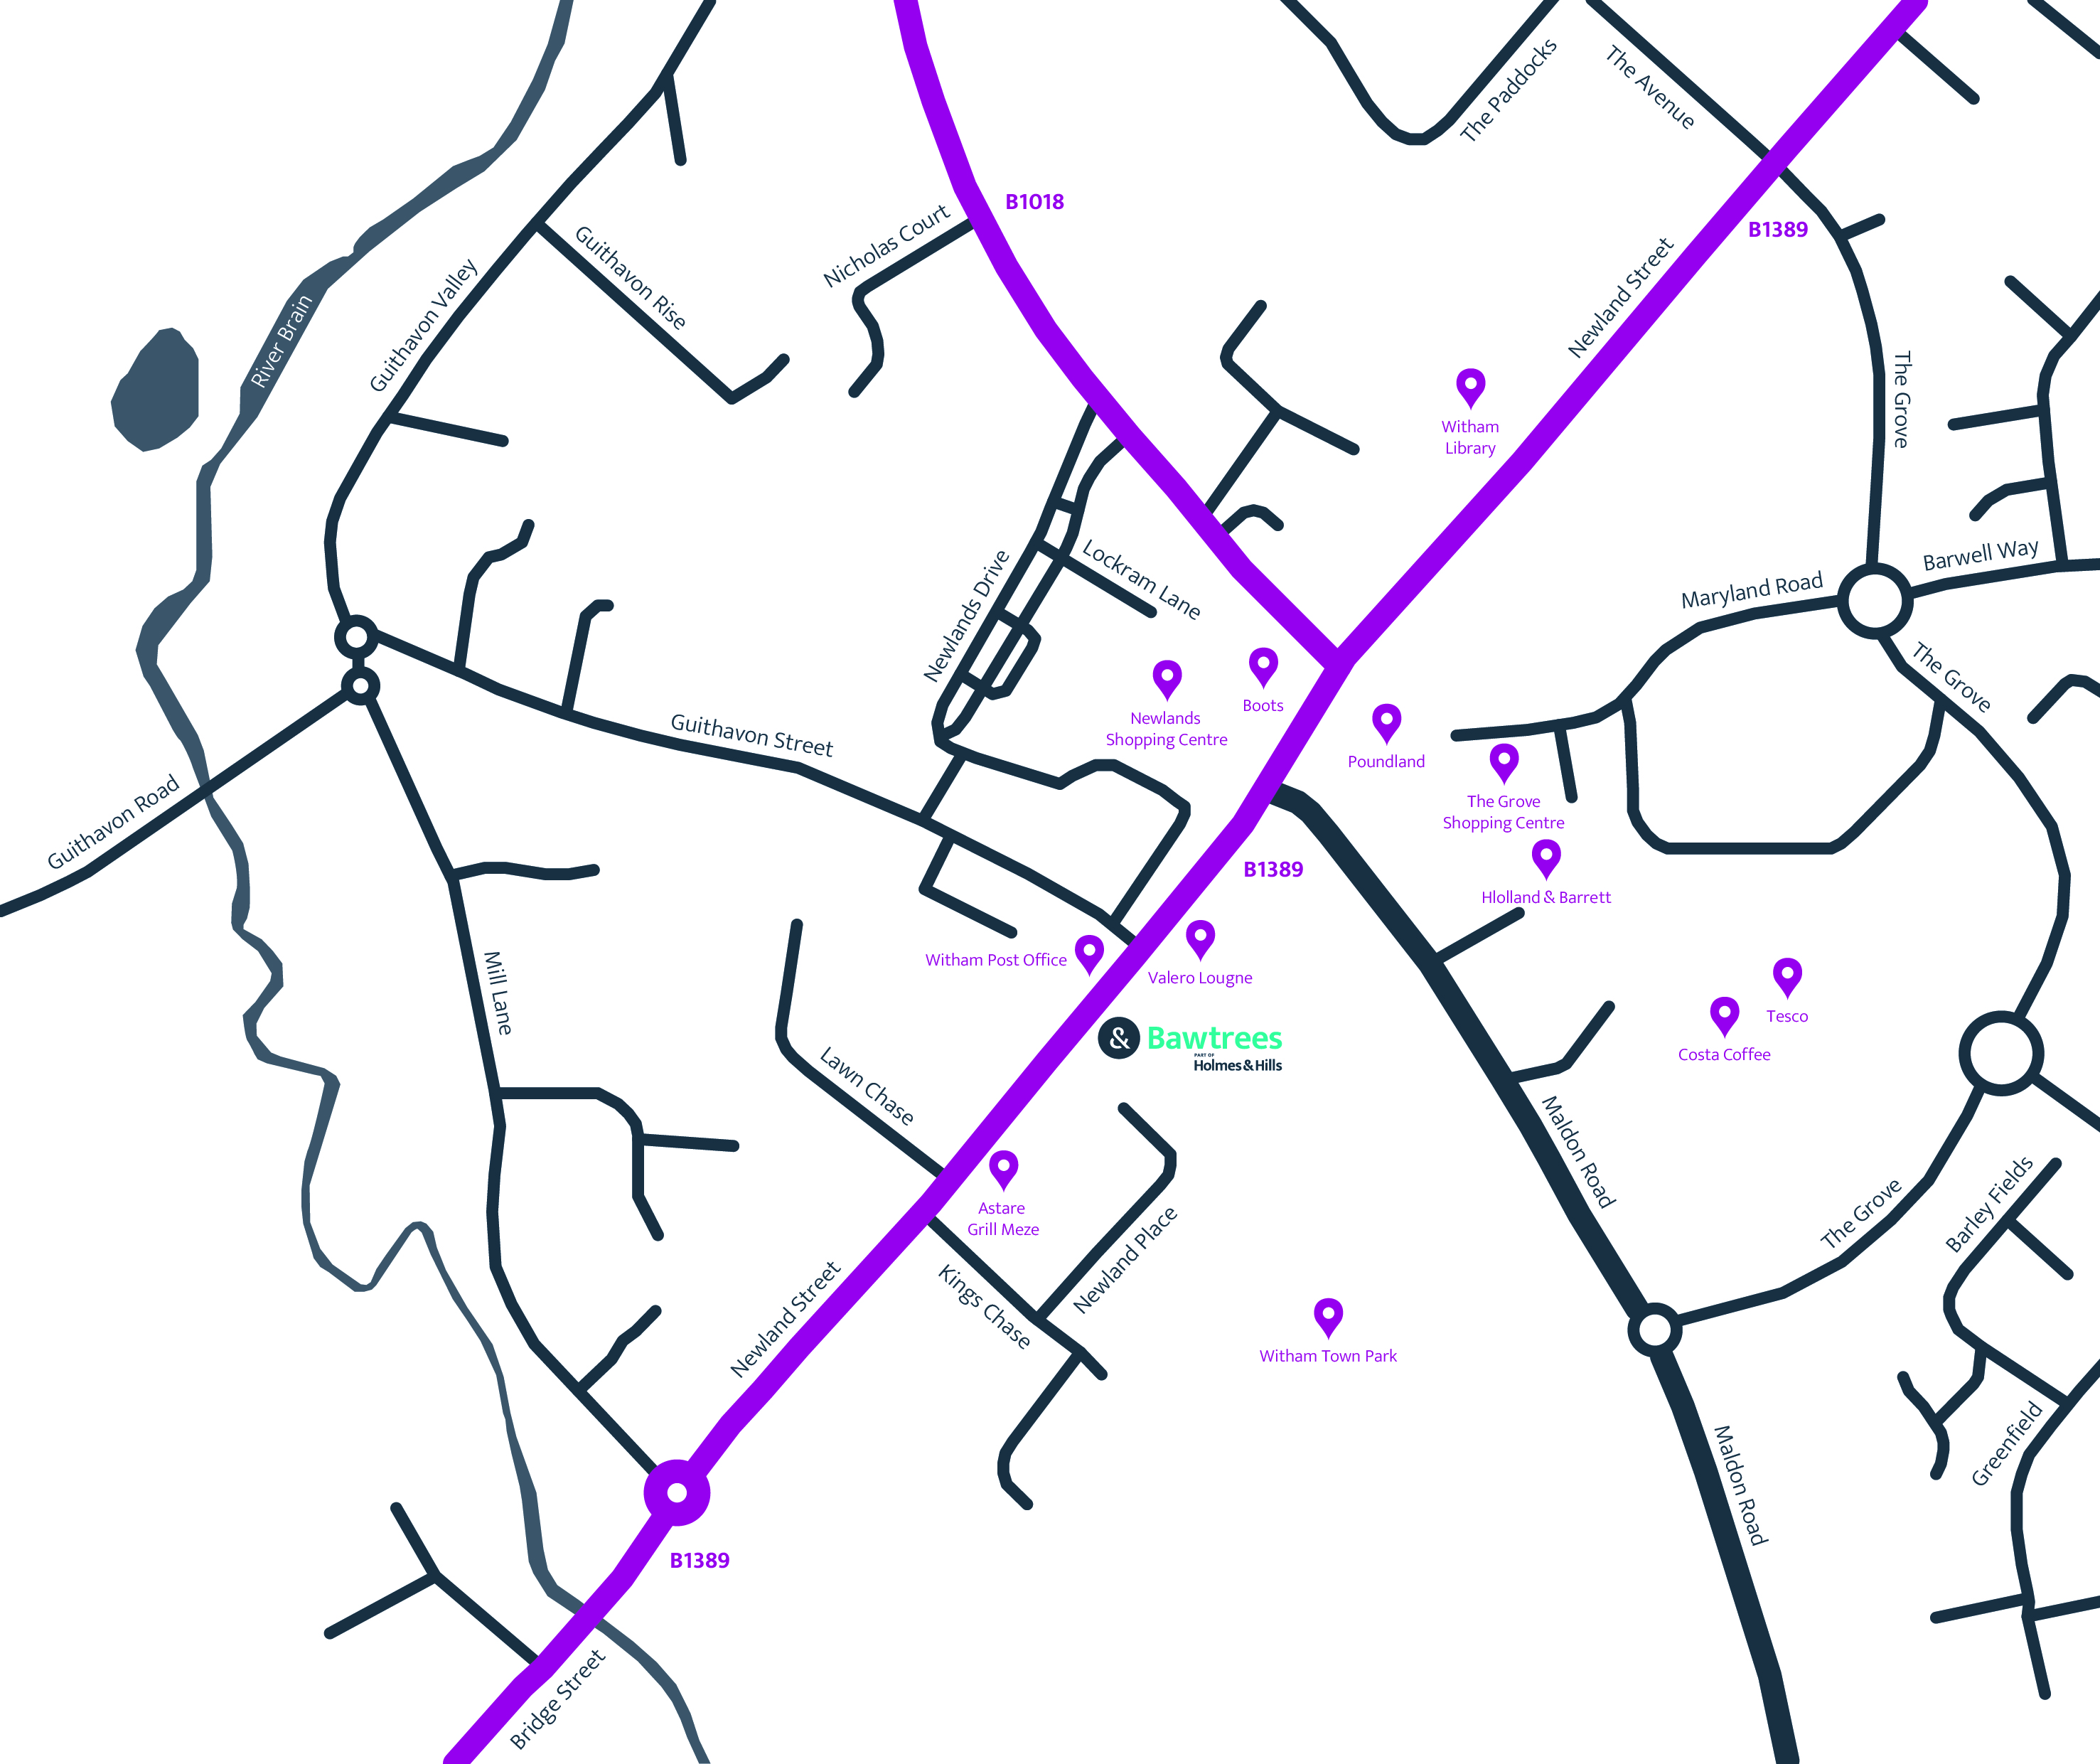 The Paddocks
The Avenue
B1018
B1389
Nicholas Court
Guithavon Rise
Guithavon Valley
River Brain
Newland Street
The Grove
Witham
Library
Lockram Lane
Newlands Drive
Barwell Way
Maryland Road
The Grove
Boots
Newlands
Shopping Centre
Poundland
Guithavon Street
The Grove
Shopping Centre
Guithavon Road
B1389
Hlolland & Barrett
Witham Post Office
Valero Lougne
Mill Lane
Tesco
Costa Coffee
& Bawtrees
PART OF
Holmes&Hills
Lawn Chase
Maldon Road
Astare
Grill Meze
Newland Place
The Grove
Barley Fields
Kings Chase
Newland Street
Witham Town Park
Greenfield
Maldon Road
B1389
Bridge Street